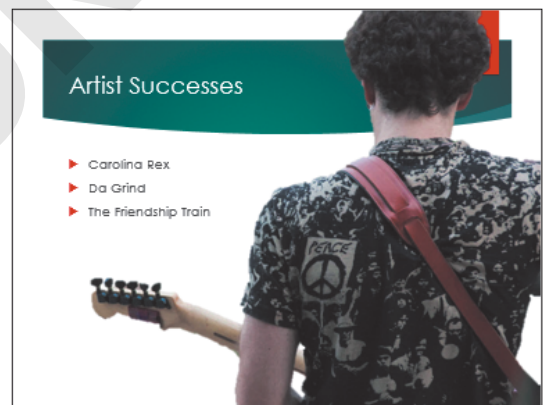 Artist Successes
Carolina Rex
Da Grind
The Friendship Train
PEACE